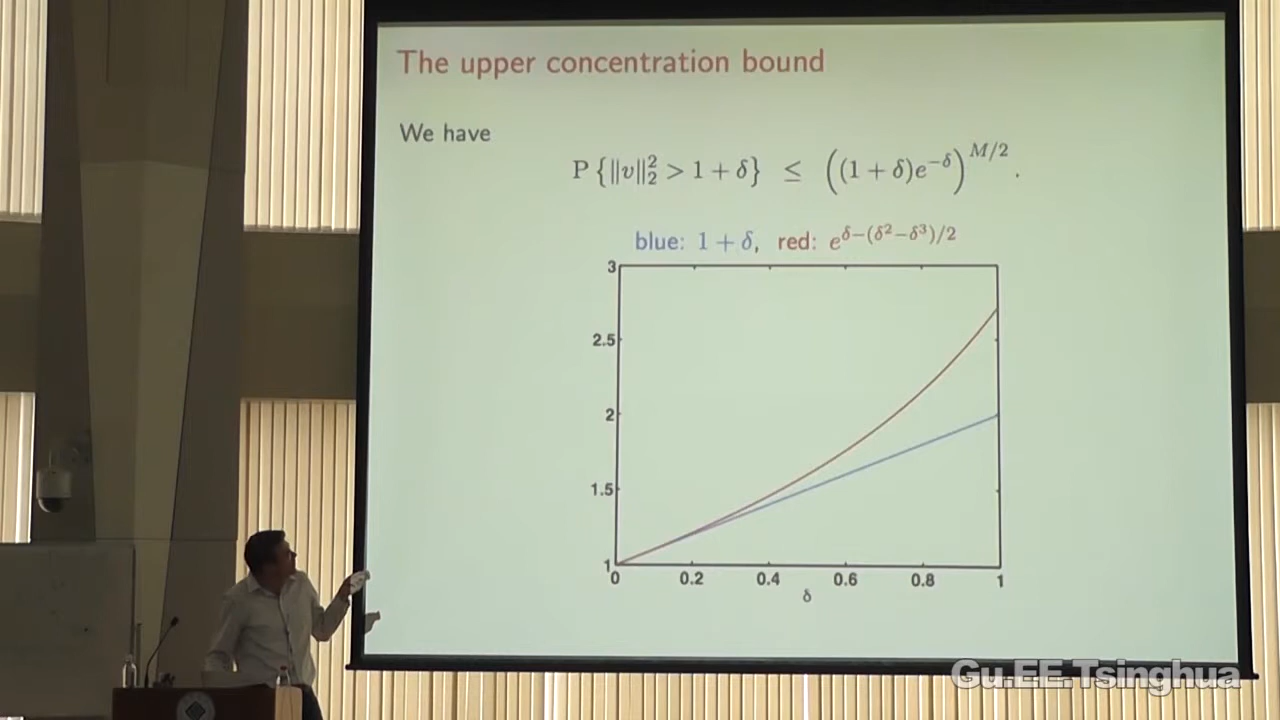 The upper concentration bound
We have
P {‖v‖₂² > 1 + δ} ≤ ((1 + δ)e^{−δ})^{M/2}.
blue: 1 + δ, red: e^{δ−(δ²−δ³)/2}
3
2.5
2
1.5
1
0 0.2 0.4 0.6 0.8 1
δ
Gu.EE.Tsinghua